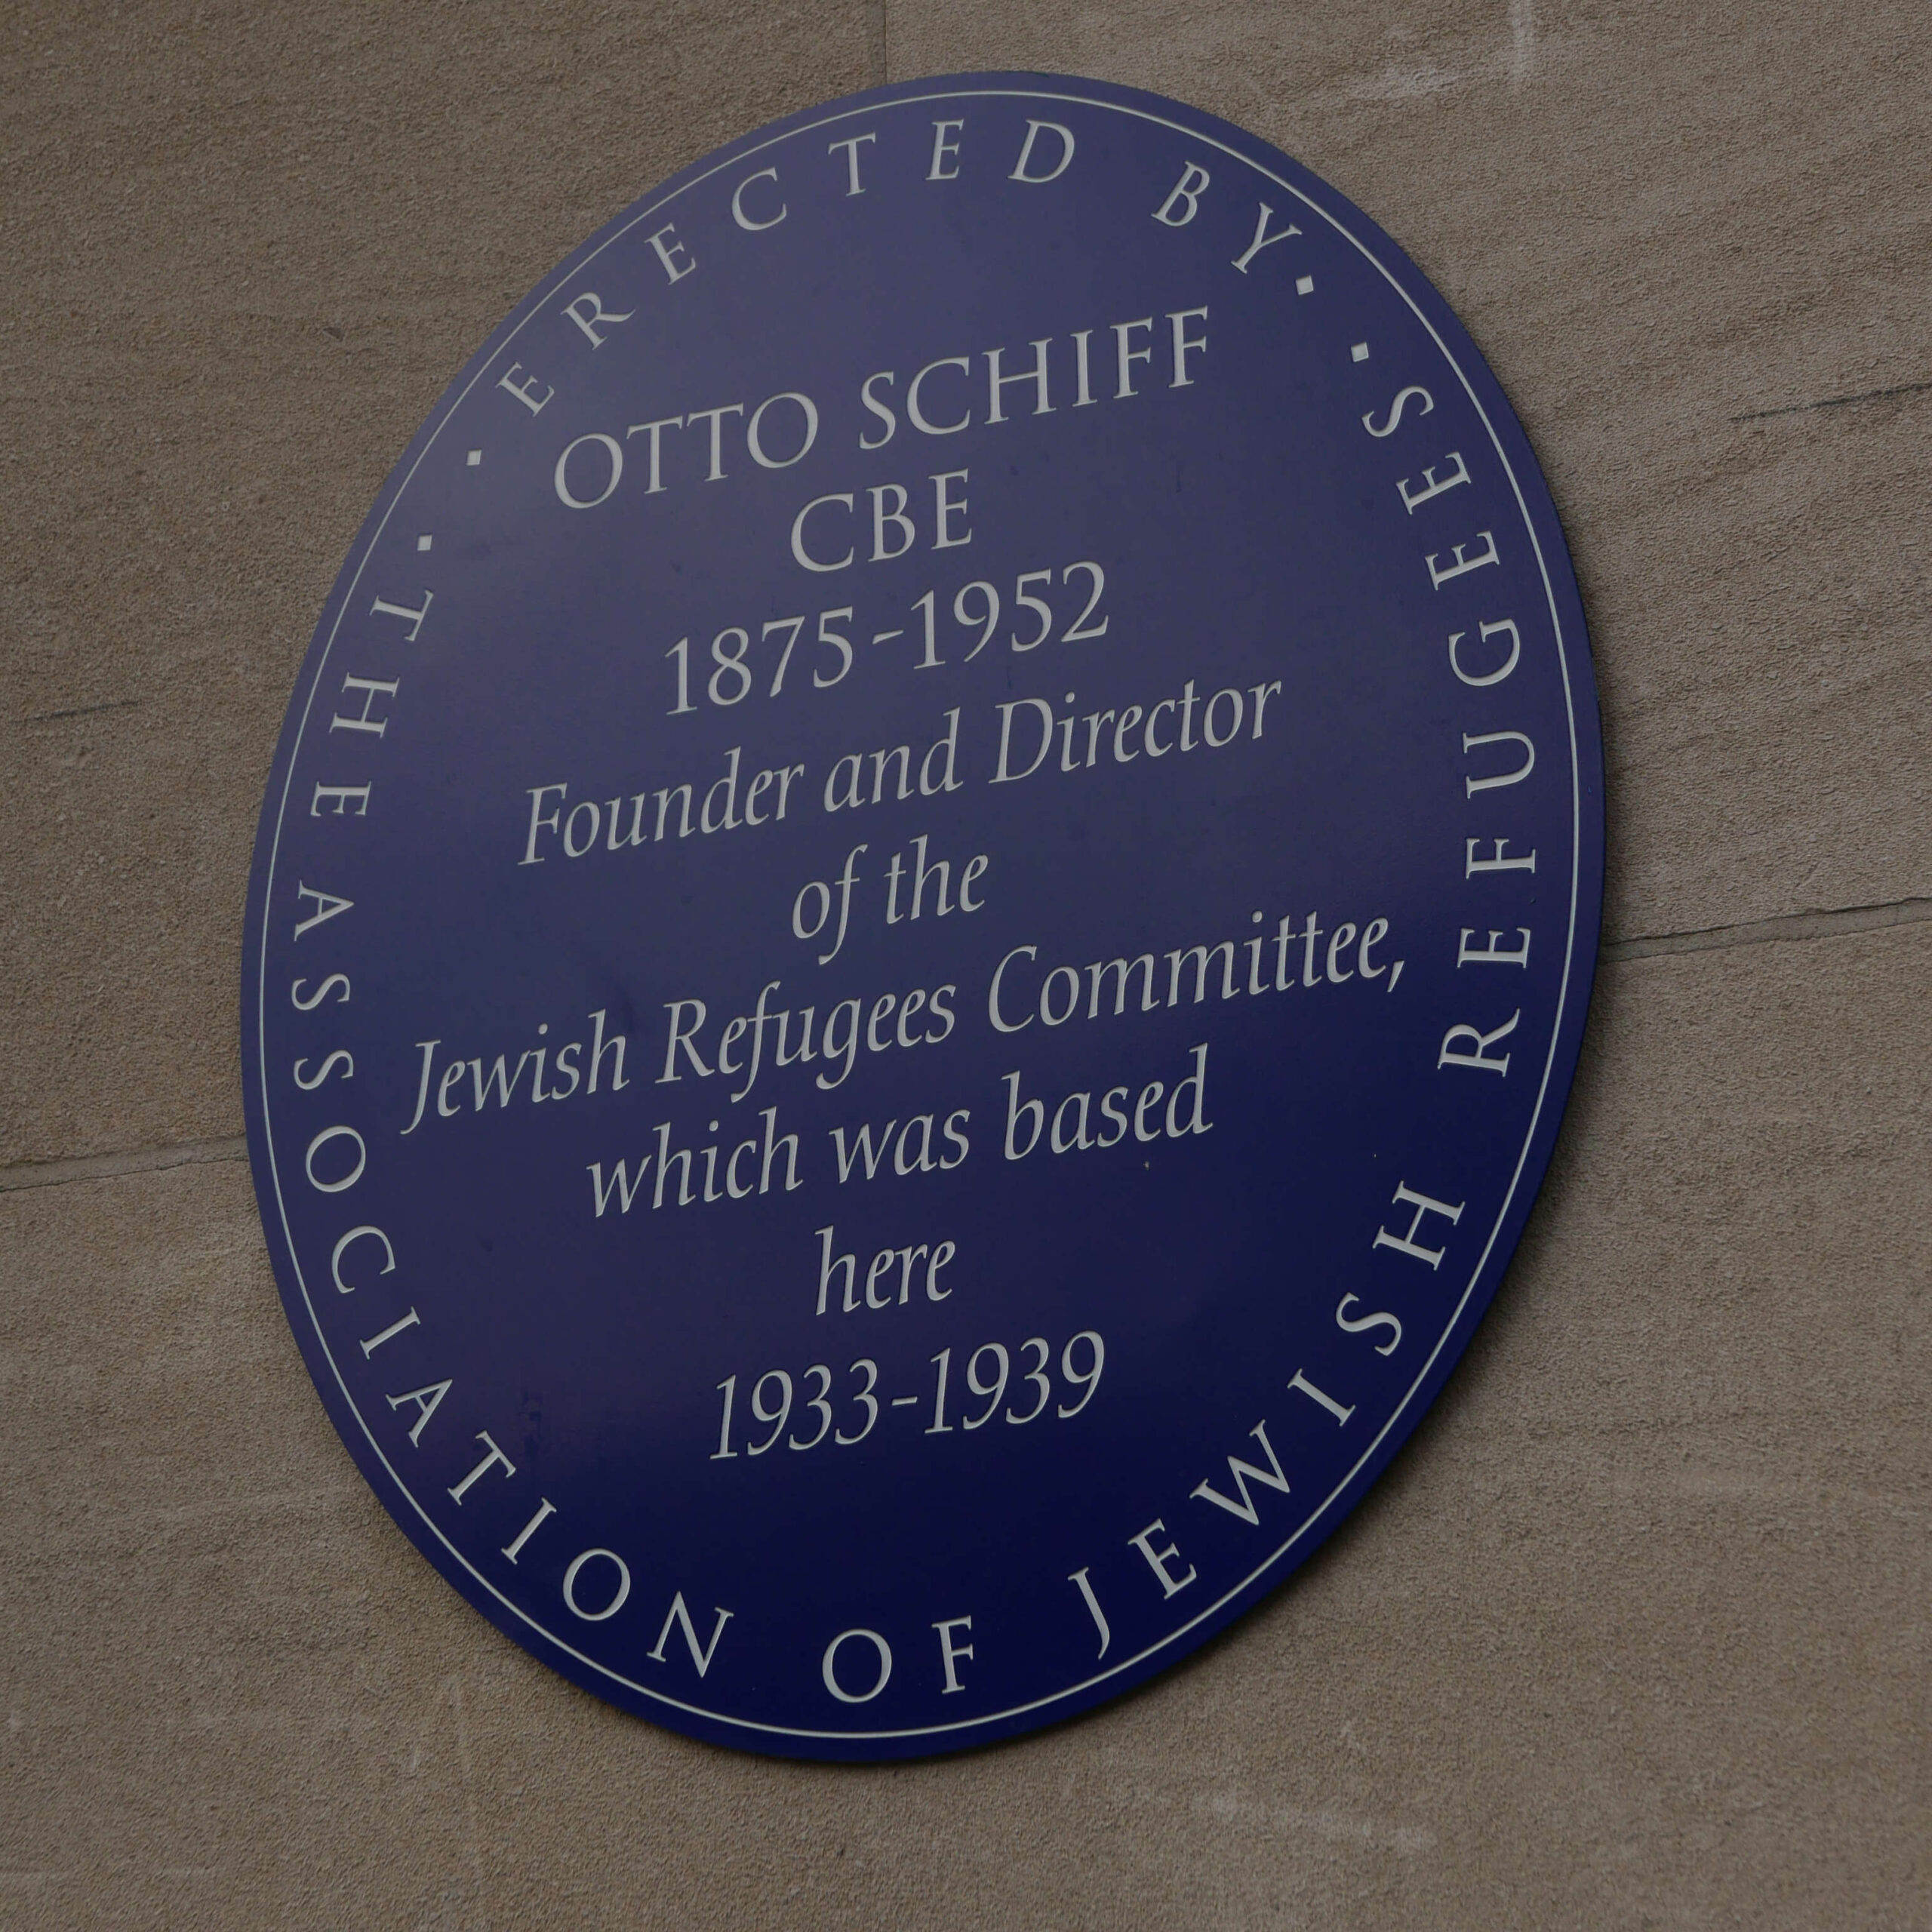 · ERECTED BY ·
OTTO SCHIFF
CBE
1875-1952
Founder and Director
of the
Jewish Refugees Committee,
which was based
here
1933-1939
· THE ASSOCIATION OF JEWISH REFUGEES ·